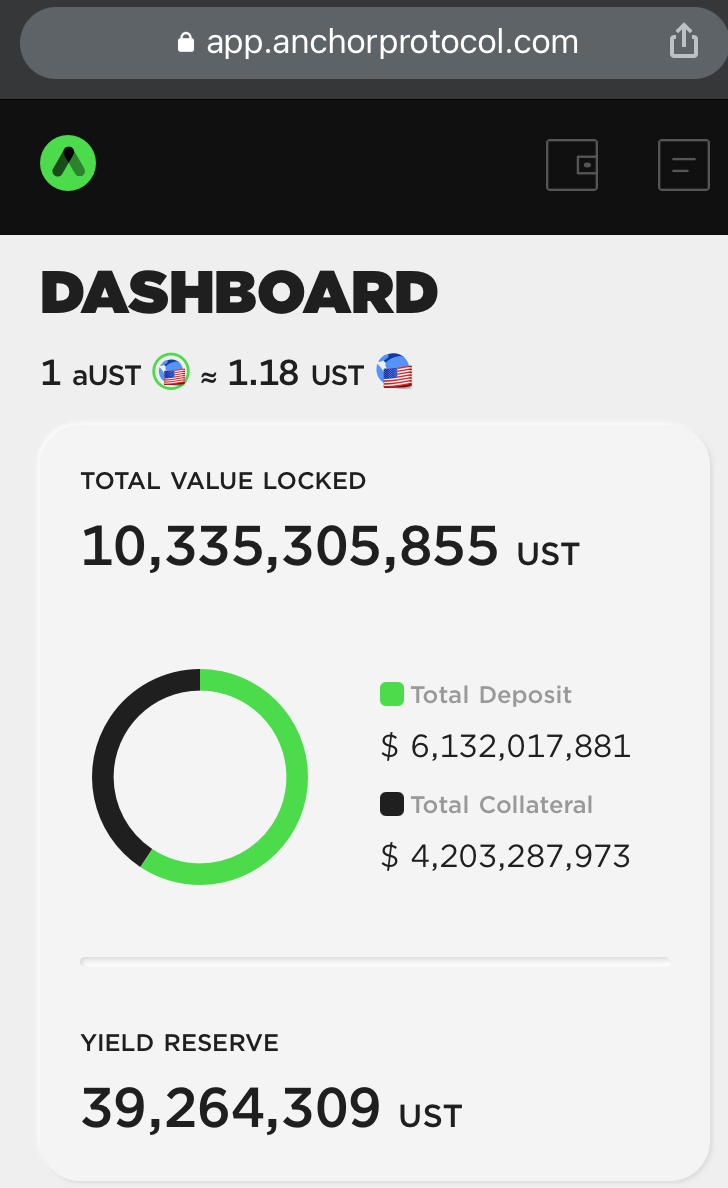 app.anchorprotocol.com
DASHBOARD
1 aUST ≈ 1.18 UST
TOTAL VALUE LOCKED
10,335,305,855 UST
Total Deposit
$ 6,132,017,881
Total Collateral
$ 4,203,287,973
YIELD RESERVE
39,264,309 UST